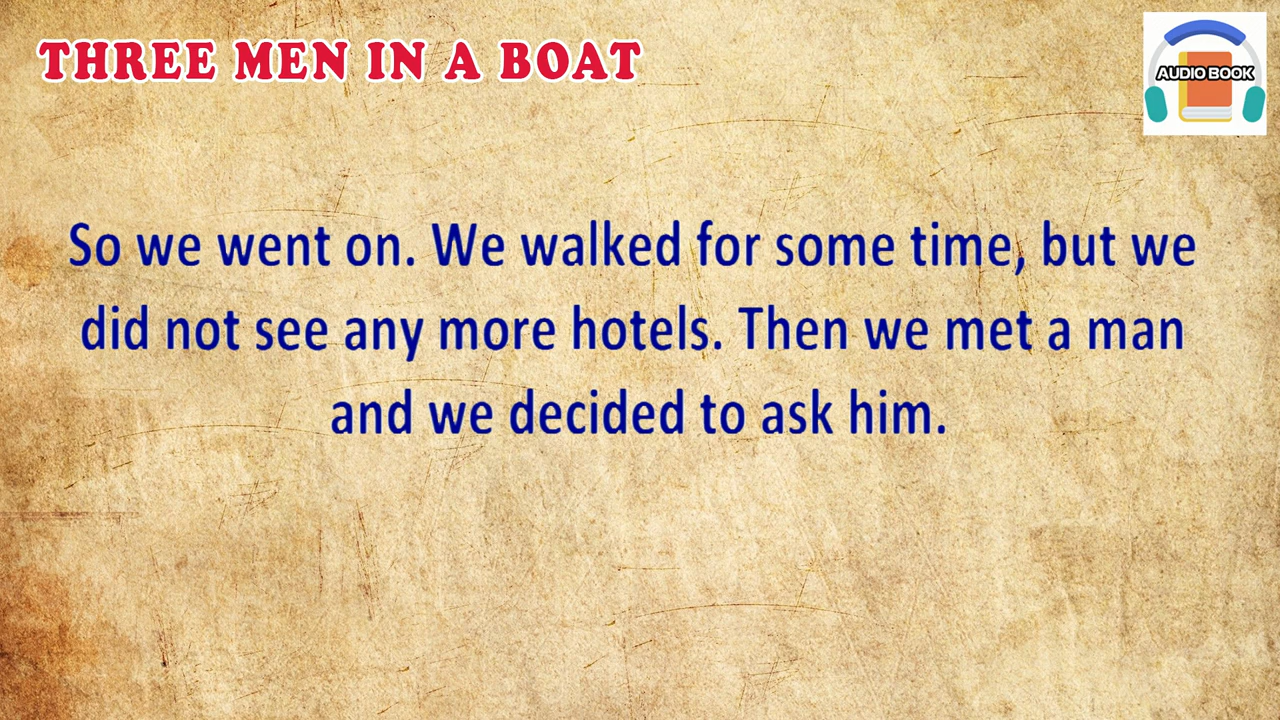 THREE MEN IN A BOAT
AUDIO BOOK
So we went on. We walked for some time, but we
did not see any more hotels. Then we met a man
and we decided to ask him.